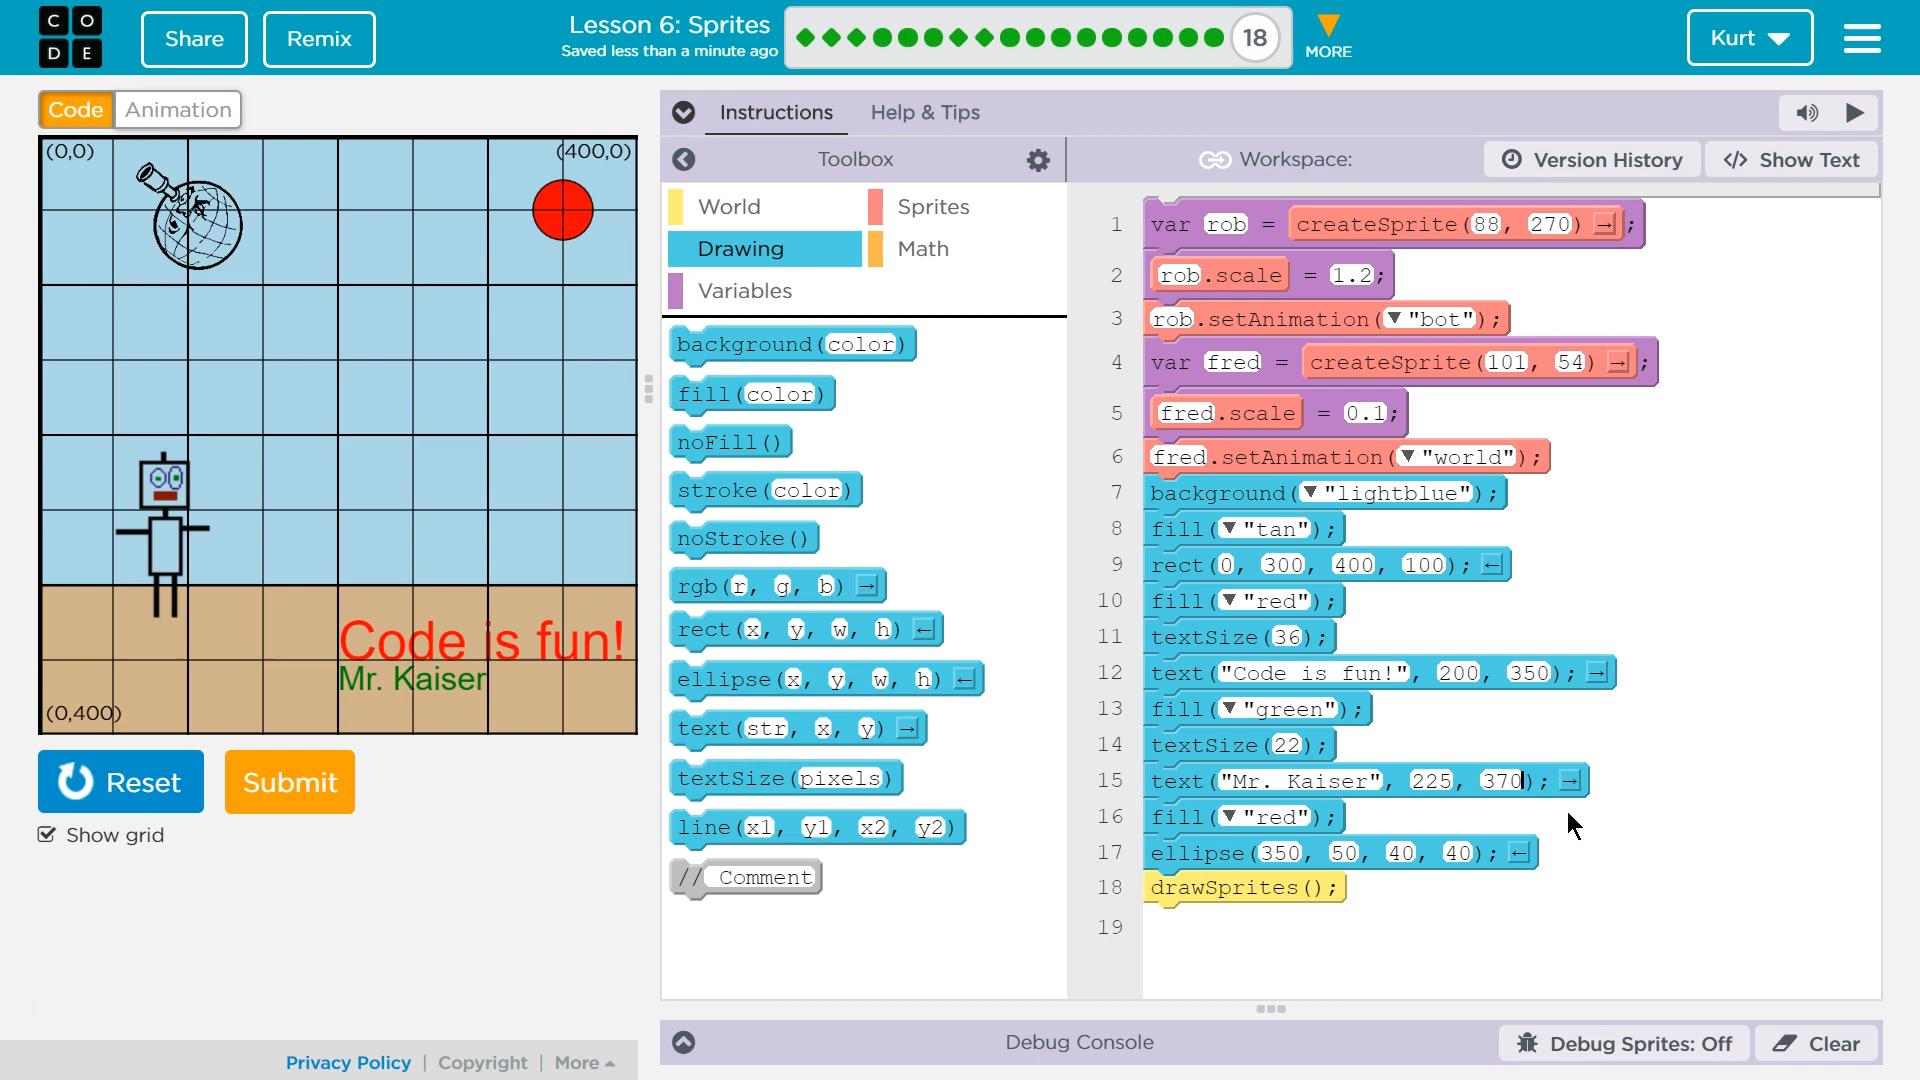 C O
D E
Share
Remix
Lesson 6: Sprites
Saved less than a minute ago
18
MORE
Kurt
Code
Animation
Instructions
Help & Tips
Toolbox
Workspace:
Version History
</> Show Text
(0,0)
(400,0)
(0,400)
Code is fun!
Mr. Kaiser
Reset
Submit
Show grid
World
Sprites
Drawing
Math
Variables
background(color)
fill(color)
noFill()
stroke(color)
noStroke()
rgb(r, g, b)
rect(x, y, w, h)
ellipse(x, y, w, h)
text(str, x, y)
textSize(pixels)
line(x1, y1, x2, y2)
// Comment
1 var rob = createSprite(88, 270);
2 rob.scale = 1.2;
3 rob.setAnimation("bot");
4 var fred = createSprite(101, 54);
5 fred.scale = 0.1;
6 fred.setAnimation("world");
7 background("lightblue");
8 fill("tan");
9 rect(0, 300, 400, 100);
10 fill("red");
11 textSize(36);
12 text("Code is fun!", 200, 350);
13 fill("green");
14 textSize(22);
15 text("Mr. Kaiser", 225, 370);
16 fill("red");
17 ellipse(350, 50, 40, 40);
18 drawSprites();
19
Debug Console
Debug Sprites: Off
Clear
Privacy Policy | Copyright | More